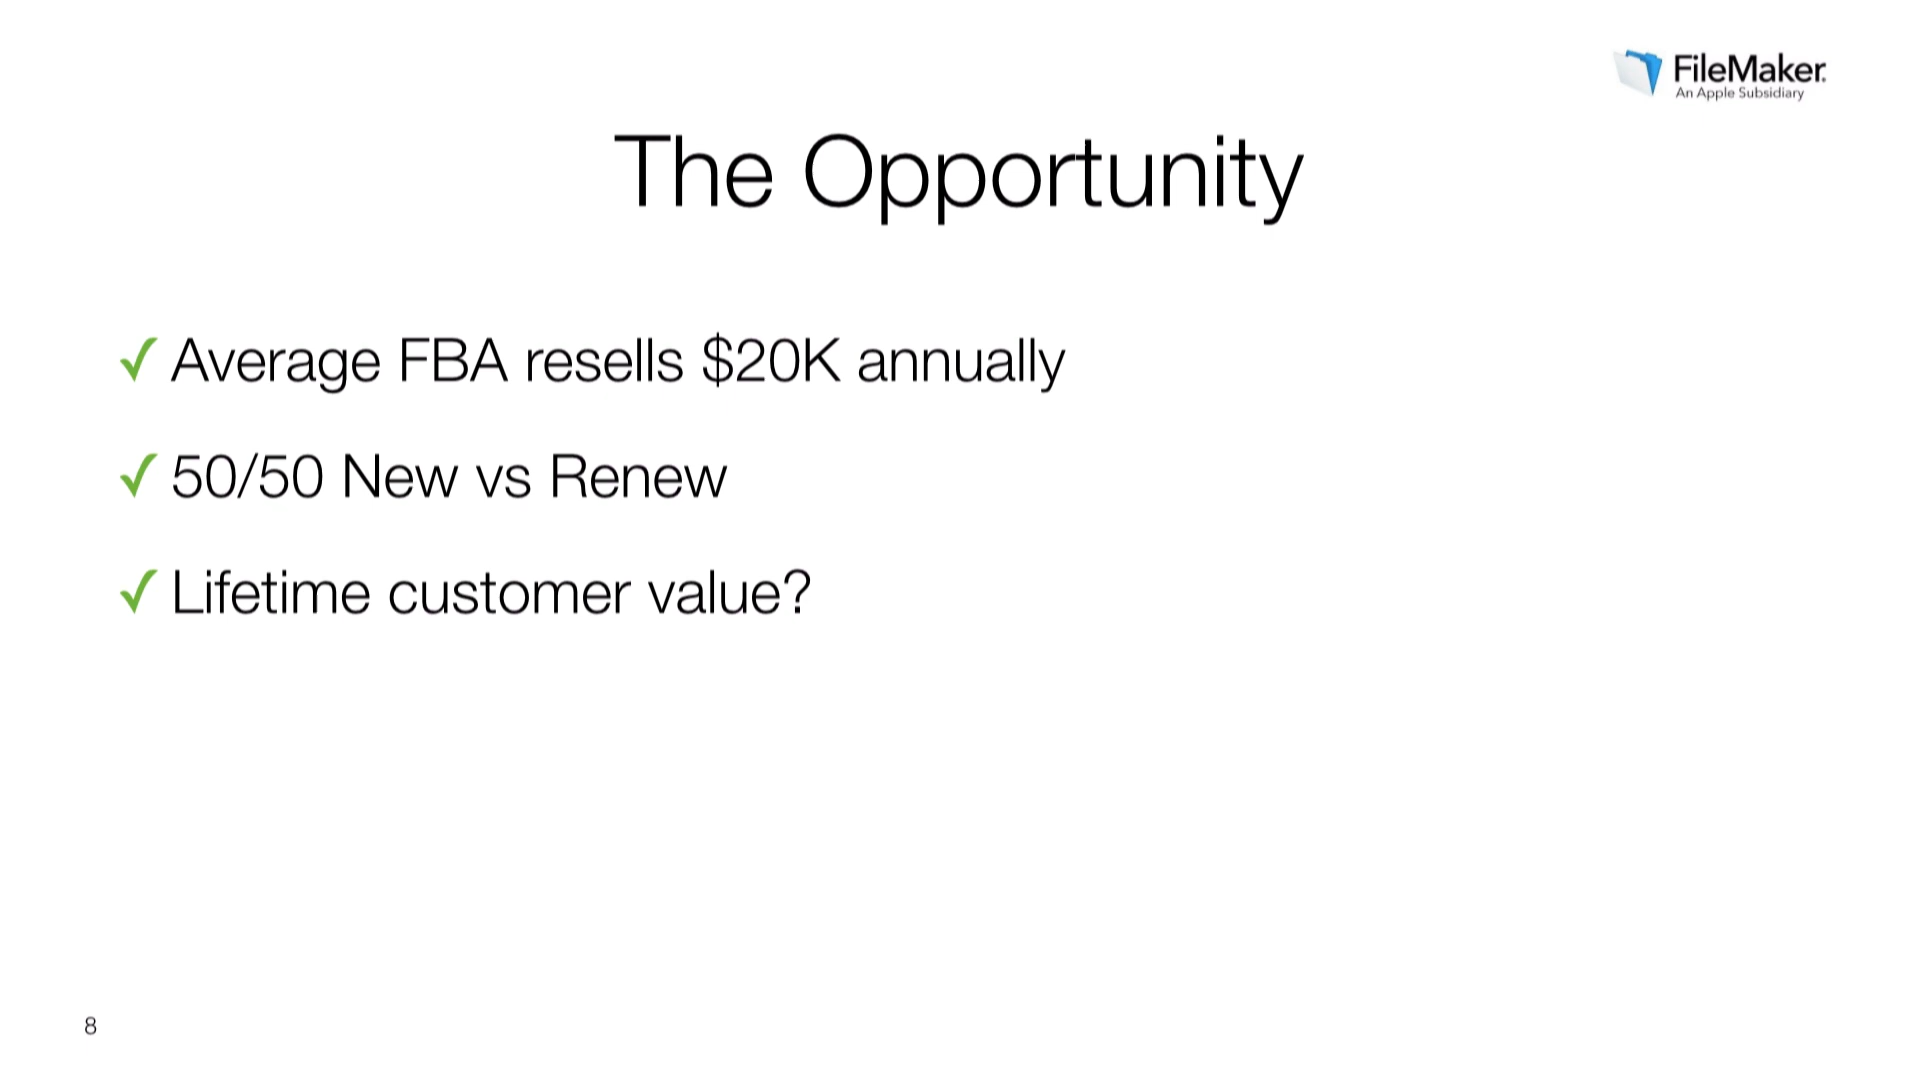 FileMaker.
An Apple Subsidiary
The Opportunity
✓ Average FBA resells $20K annually
✓ 50/50 New vs Renew
✓ Lifetime customer value?
8